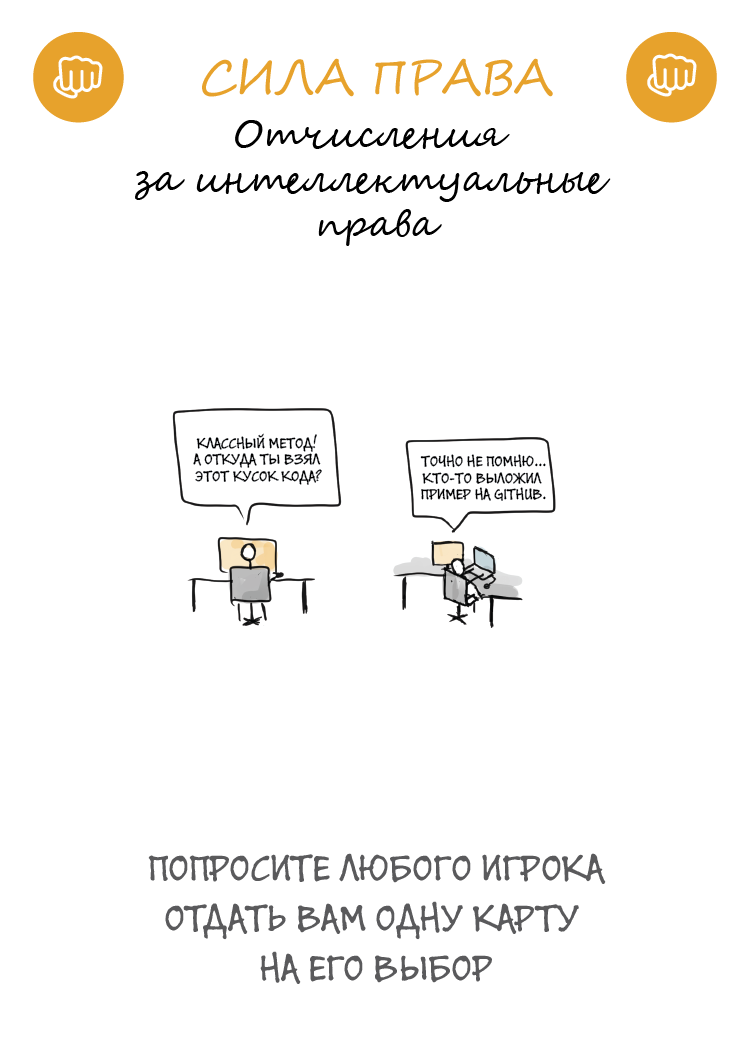 СИЛА ПРАВА
Отчисления
за интеллектуальные
права
КЛАССНЫЙ МЕТОД!
А ОТКУДА ТЫ ВЗЯЛ
ЭТОТ КУСОК КОДА?
ТОЧНО НЕ ПОМНЮ...
КТО-ТО ВЫЛОЖИЛ
ПРИМЕР НА GITHUB.
ПОПРОСИТЕ ЛЮБОГО ИГРОКА
ОТДАТЬ ВАМ ОДНУ КАРТУ
НА ЕГО ВЫБОР